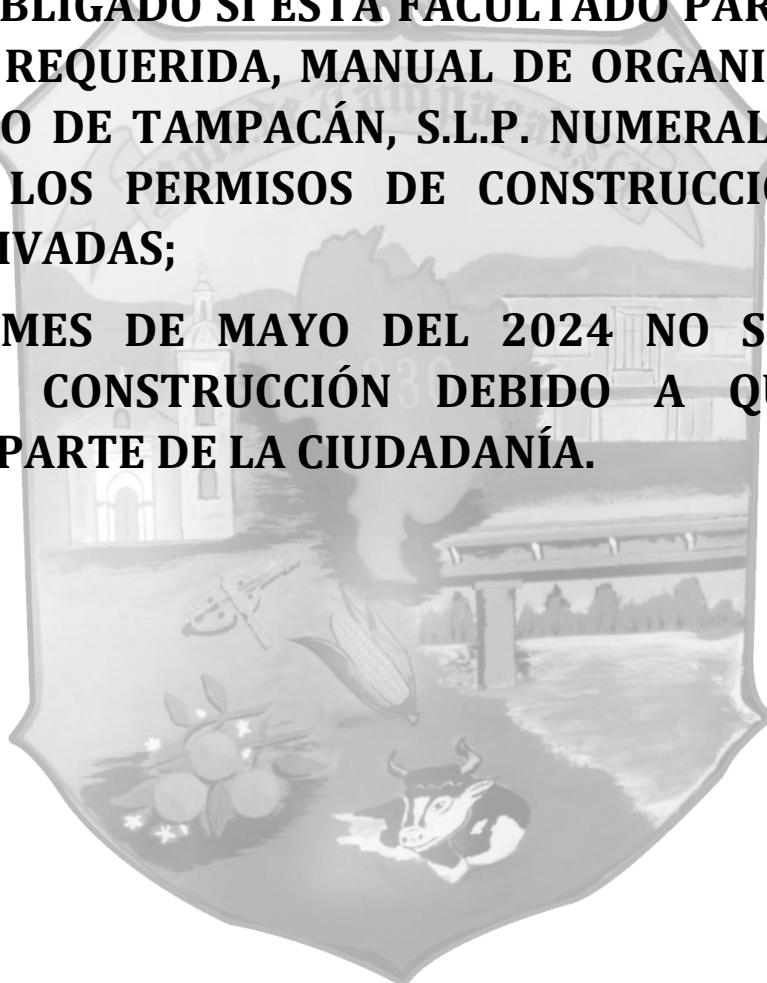 BLIGADO SI ESTA FACULTADO PAR
REQUERIDA, MANUAL DE ORGANI
O DE TAMPACÁN, S.L.P. NUMERAL
LOS PERMISOS DE CONSTRUCCI
IVADAS;
MES DE MAYO DEL 2024 NO S
CONSTRUCCIÓN DEBIDO A QU
PARTE DE LA CIUDADANÍA.